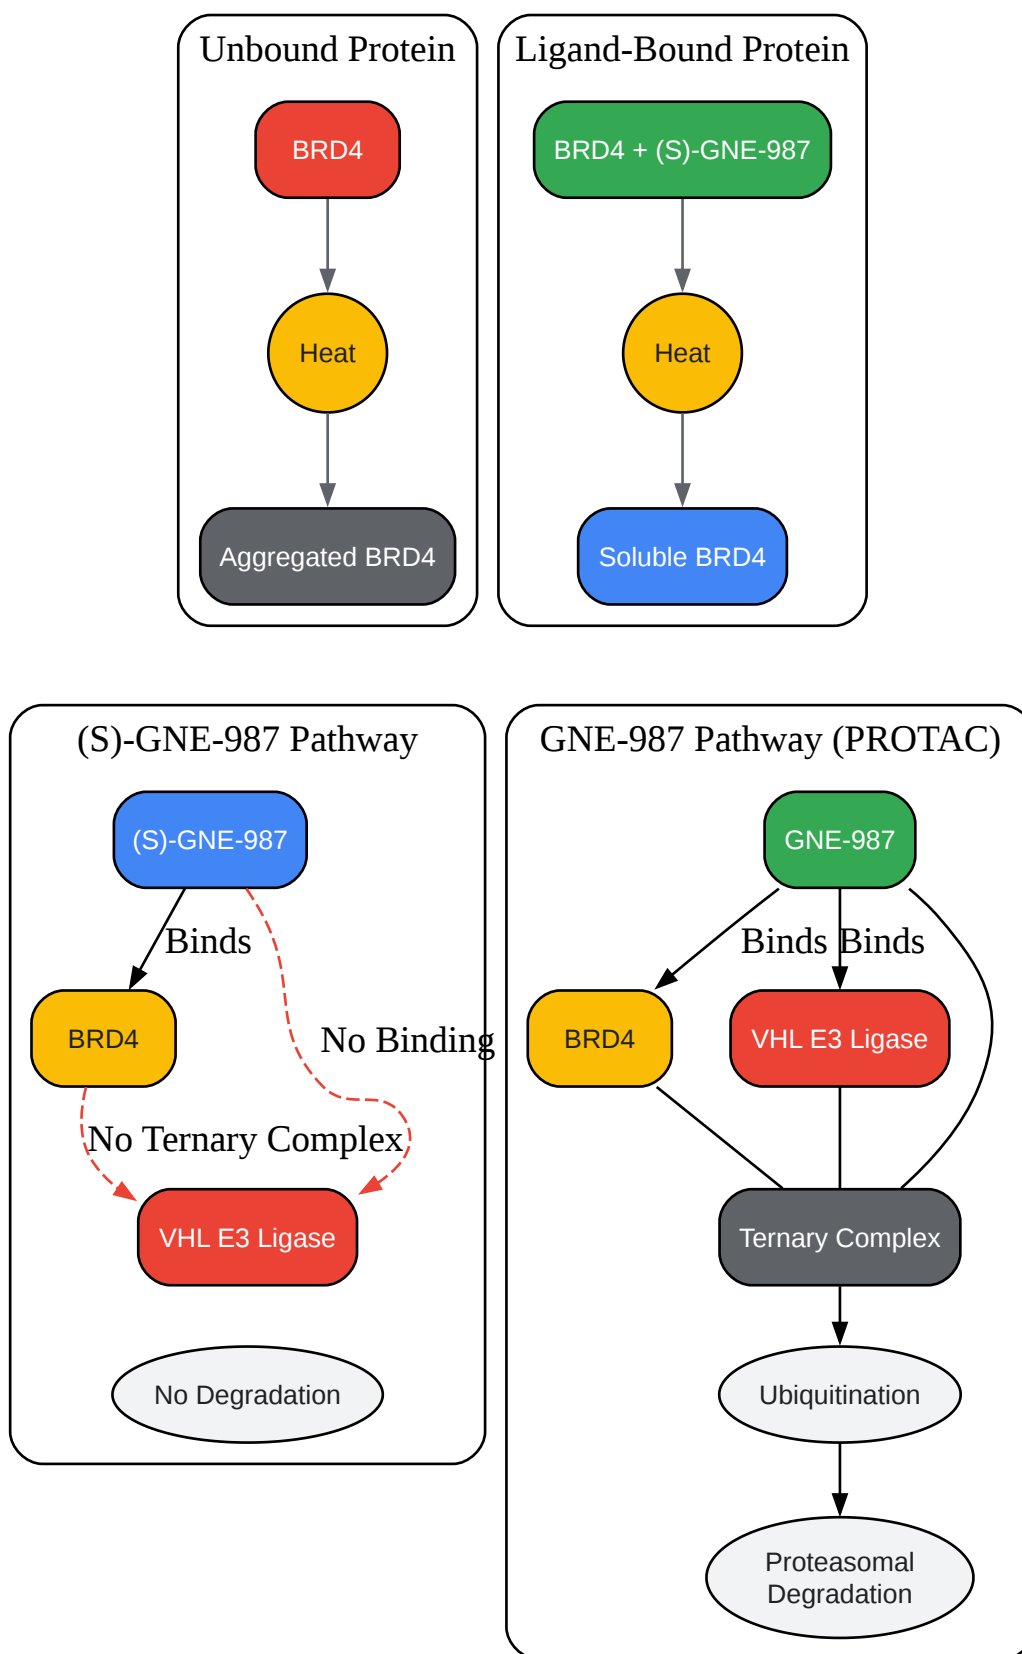 Unbound Protein
BRD4
Heat
Aggregated BRD4
Ligand-Bound Protein
BRD4 + (S)-GNE-987
Heat
Soluble BRD4
(S)-GNE-987 Pathway
(S)-GNE-987
Binds
BRD4
No Binding
No Ternary Complex
VHL E3 Ligase
No Degradation
GNE-987 Pathway (PROTAC)
GNE-987
Binds
Binds
BRD4
VHL E3 Ligase
Ternary Complex
Ubiquitination
Proteasomal
Degradation